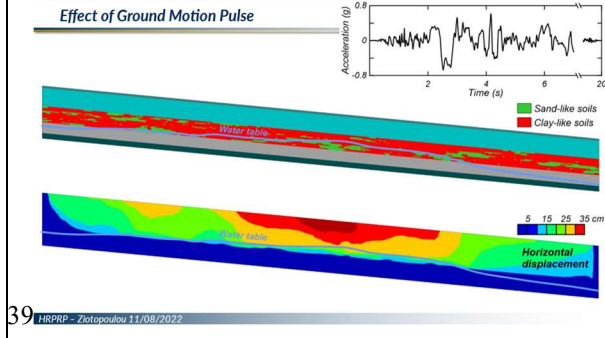 Effect of Ground Motion Pulse
0.8
0
-0.8
Acceleration (g)
2
4
6
20
Time (s)
Sand-like soils
Clay-like soils
Water table
5 15 25 35 cm
Horizontal
displacement
Water table
39
HRPRP – Ziotopoulou 11/08/2022